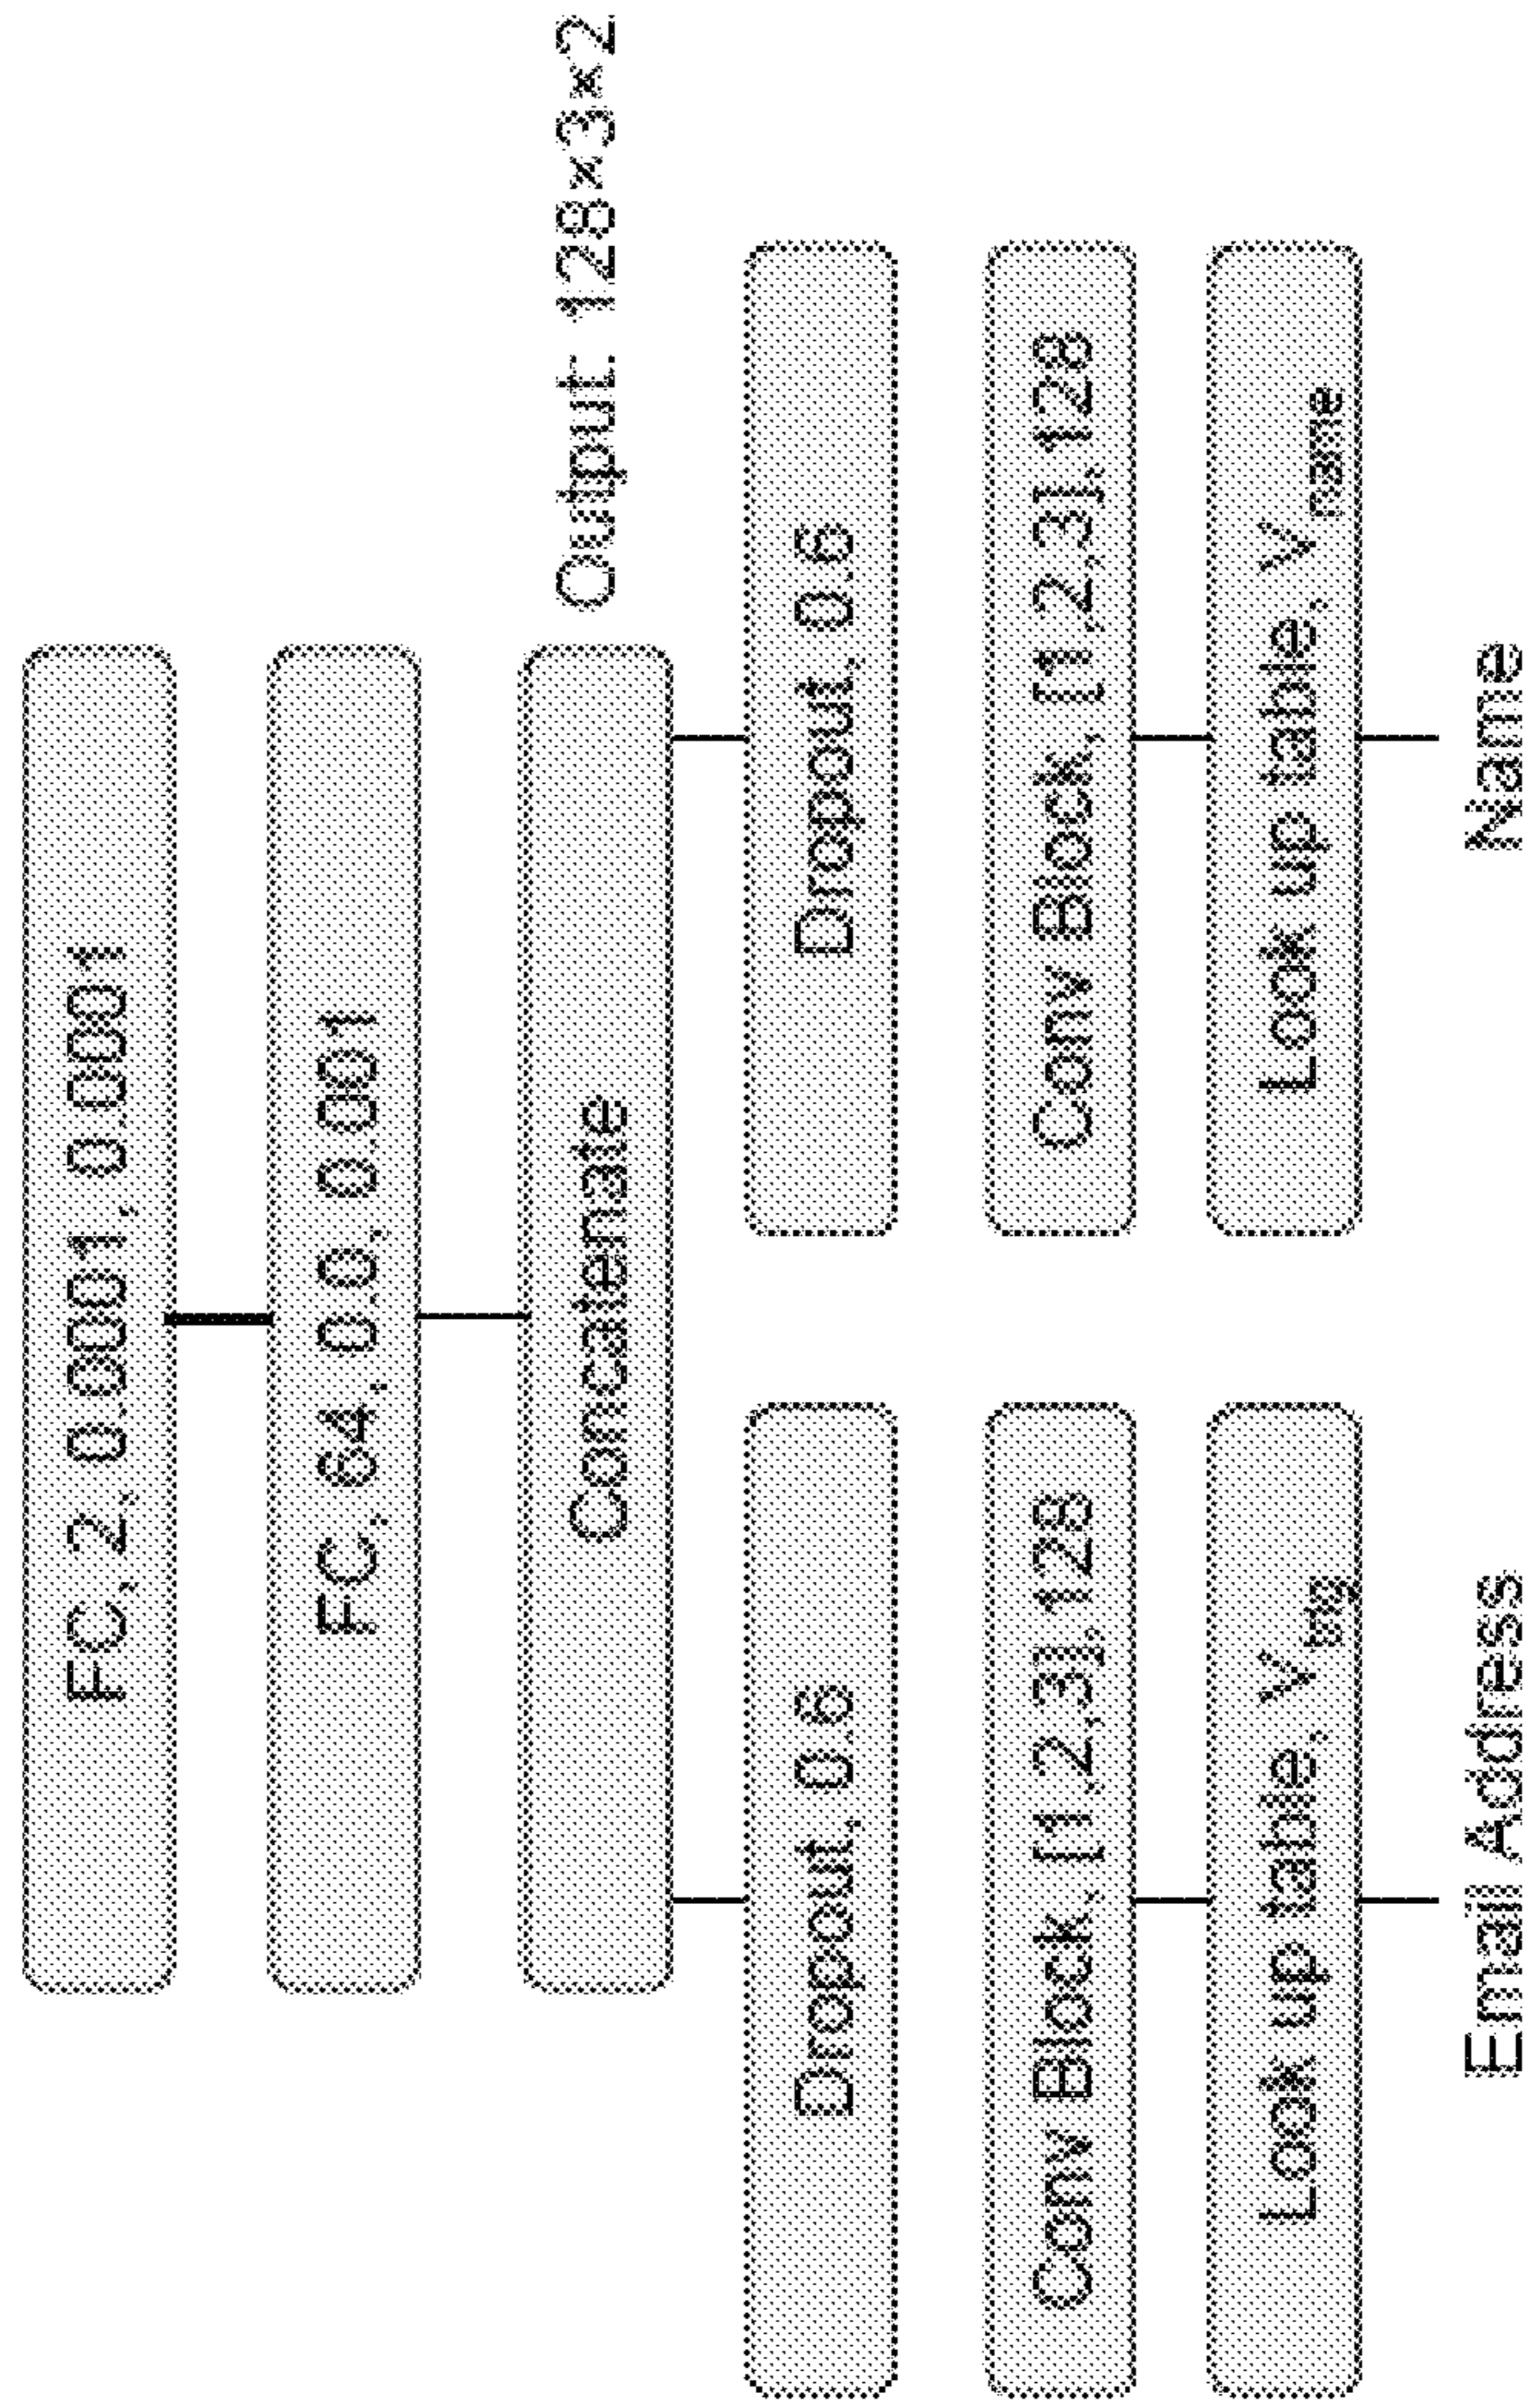 FC, 2, 0.0001, 0.0001
FC, 64, 0.0, 0.001
Concatenate
Output 128×3×2
Dropout, 0.6
Dropout, 0.6
Conv Block, [1,2,3],128
Conv Block, [1,2,3],128
Look up table, V trig
Look up table, V name
Email Address
Name